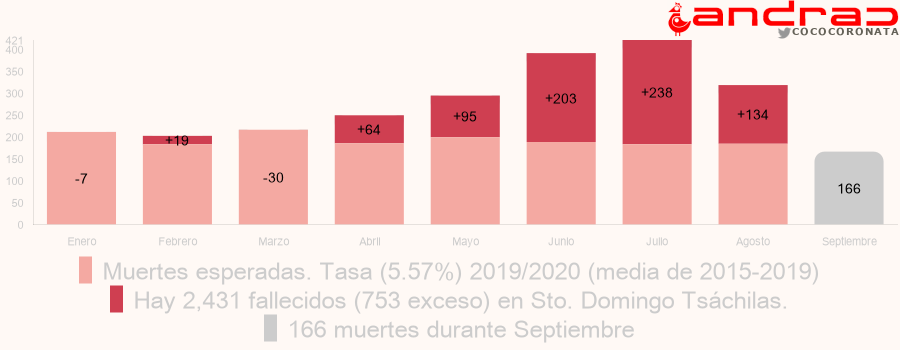 andrab
COCOCORONATA
421
400
350
300
250
200
150
100
50
0
-7
+19
-30
+64
+95
+203
+238
+134
166
Enero
Febrero
Marzo
Abril
Mayo
Junio
Julio
Agosto
Septiembre
Muertes esperadas. Tasa (5.57%) 2019/2020 (media de 2015-2019)
Hay 2,431 fallecidos (753 exceso) en Sto. Domingo Tsáchilas.
166 muertes durante Septiembre